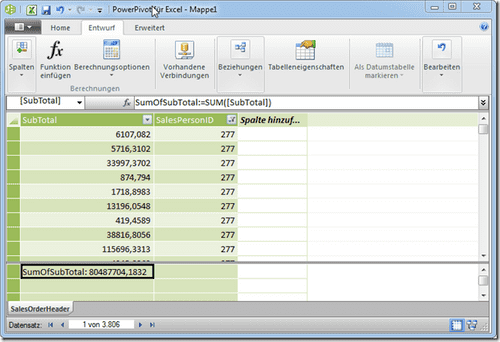 PowerPivot für Excel - Mappe1
Home Entwurf Erweitert
Spalten
Funktion einfügen
Berechnungsoptionen
Berechnungen
Vorhandene Verbindungen
Beziehungen
Tabelleneigenschaften
Als Datumstabelle markieren
Bearbeiten
[SubTotal] fx SumOfSubTotal:=SUM([SubTotal])
SubTotal SalesPersonID Spalte hinzuf...
6107,082 277
5716,3102 277
33997,3702 277
874,794 277
1718,8983 277
13196,0548 277
419,4589 277
38816,8056 277
115696,3313 277
SumOfSubTotal: 80487704,1832
SalesOrderHeader
Datensatz: 1 von 3.806